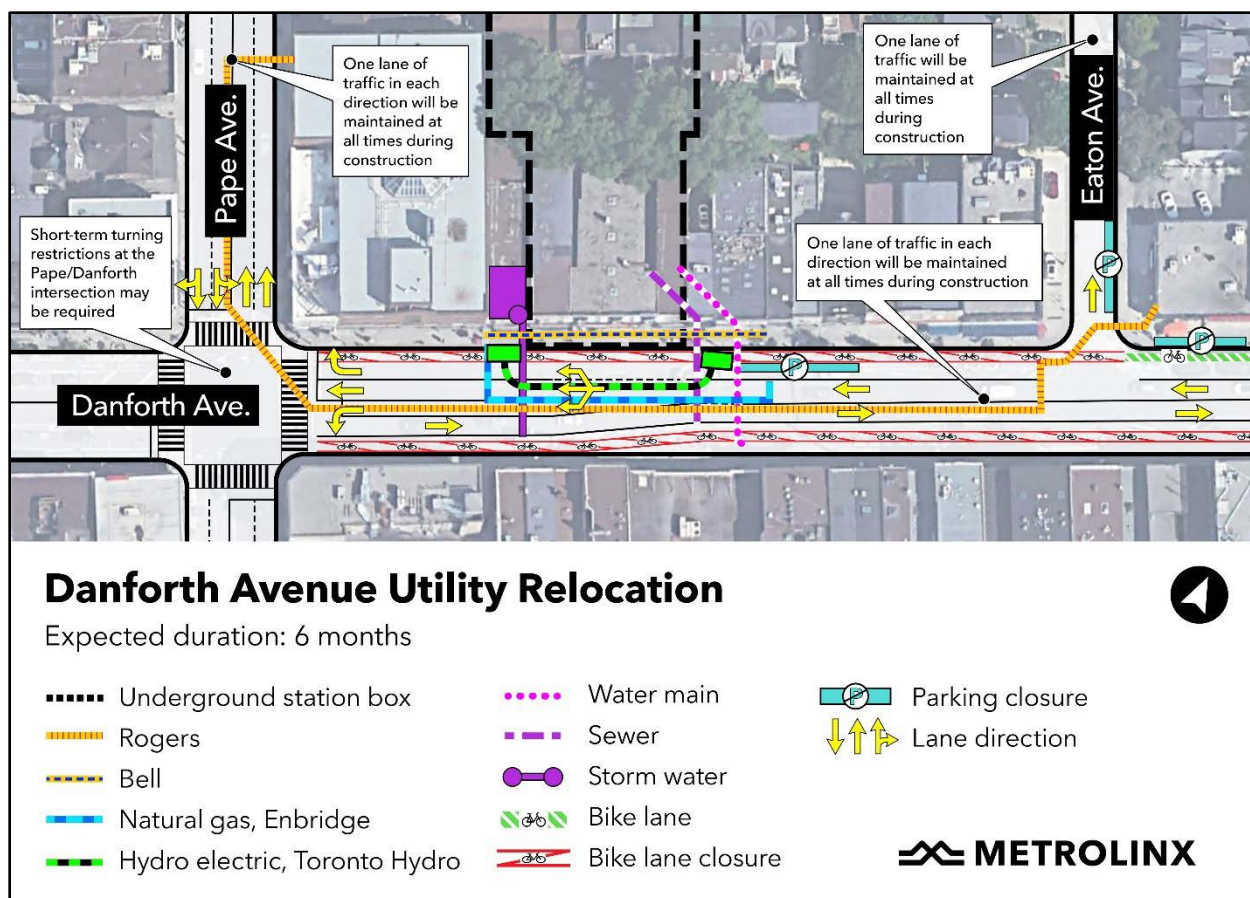 One lane of
traffic in each
direction will be
maintained at
all times during
construction
One lane of
traffic will be
maintained at
all times
during
construction
Pape Ave.
Eaton Ave.
Short-term turning
restrictions at the
Pape/Danforth
intersection may
be required
One lane of traffic in each
direction will be maintained
at all times during construction
P
P
P
Danforth Ave.
Danforth Avenue Utility Relocation
Expected duration: 6 months
Underground station box
Rogers
Bell
Natural gas, Enbridge
Hydro electric, Toronto Hydro
Water main
Sewer
Storm water
Bike lane
Bike lane closure
P
Parking closure
Lane direction
METROLINX